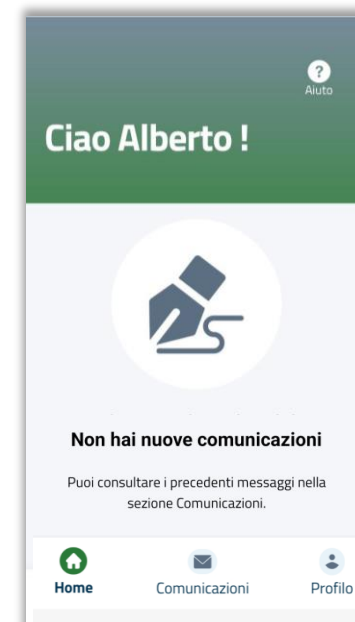 ?
Aiuto
Ciao Alberto !
Non hai nuove comunicazioni
Puoi consultare i precedenti messaggi nella
sezione Comunicazioni.
Home Comunicazioni Profilo